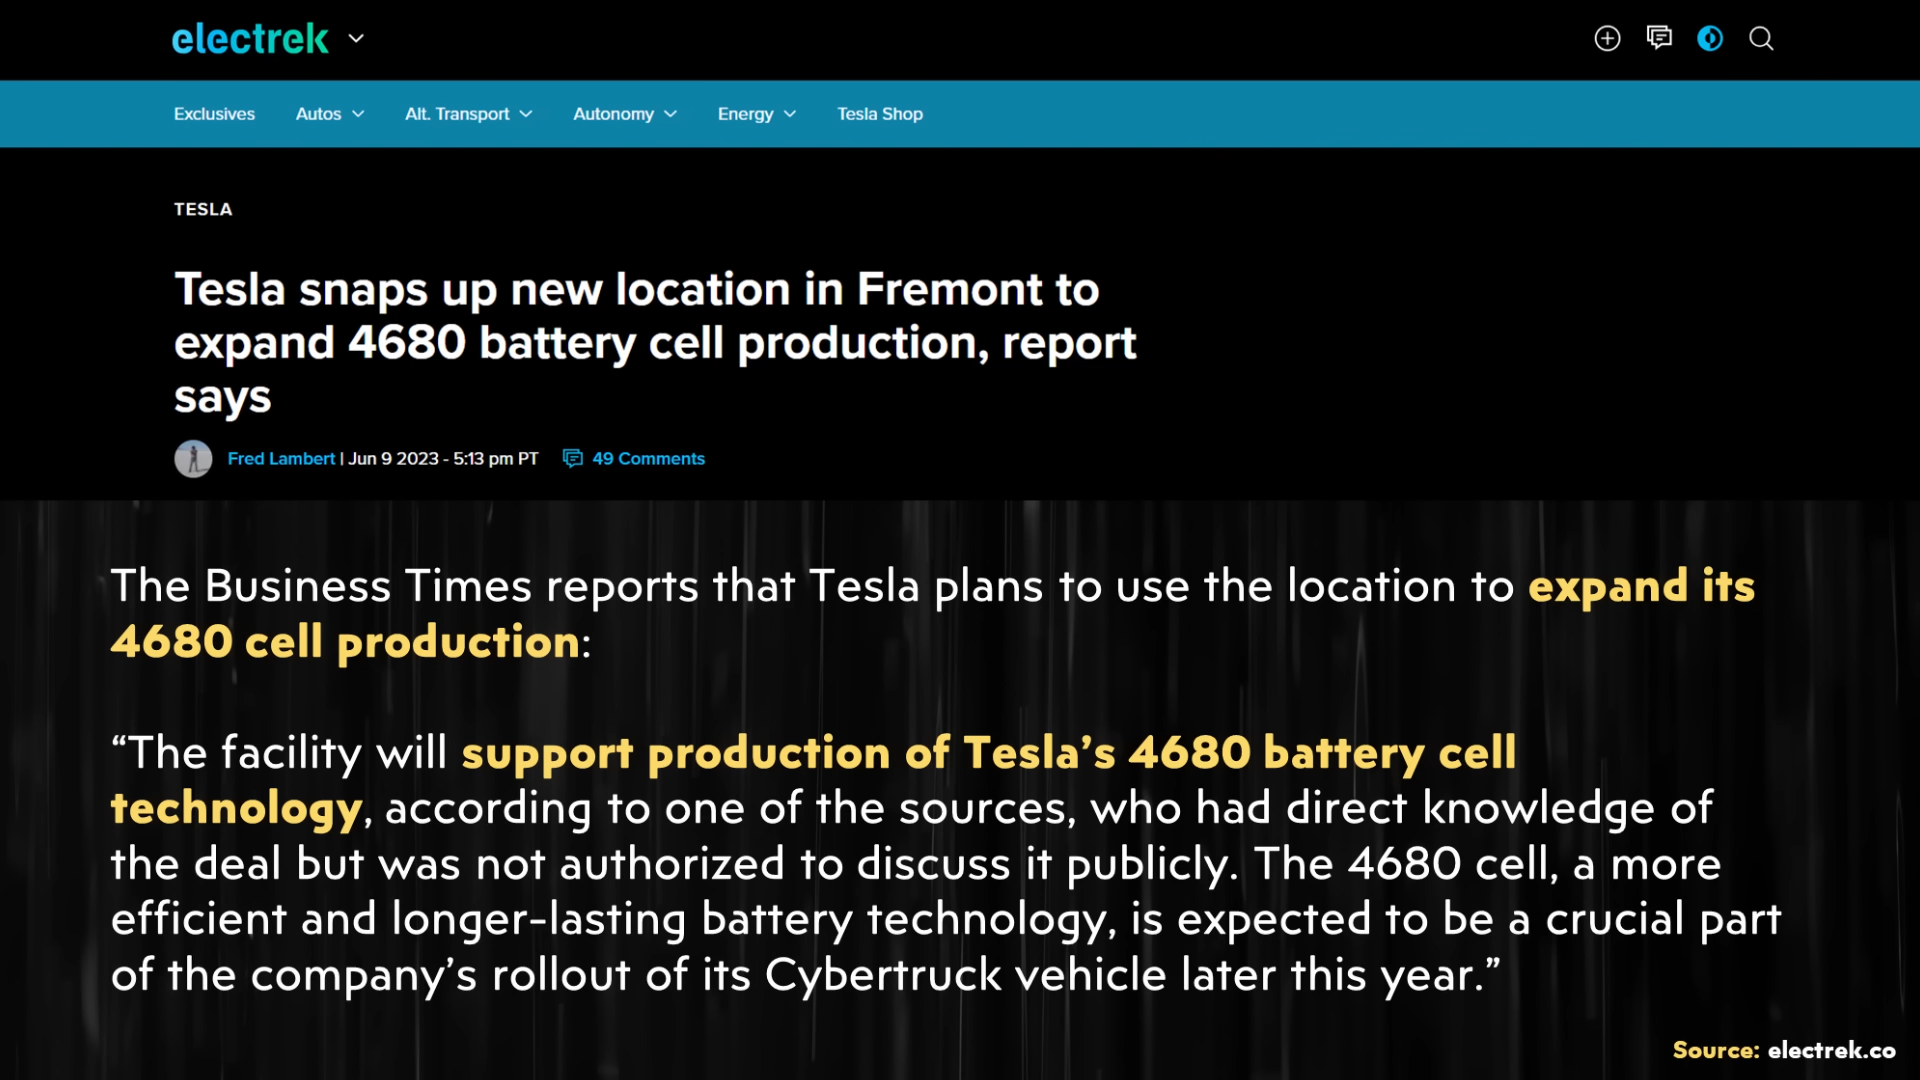 electrek
Exclusives Autos Alt. Transport Autonomy Energy Tesla Shop
TESLA
Tesla snaps up new location in Fremont to
expand 4680 battery cell production, report
says
Fred Lambert | Jun 9 2023 - 5:13 pm PT 49 Comments
The Business Times reports that Tesla plans to use the location to expand its
4680 cell production:
“The facility will support production of Tesla’s 4680 battery cell
technology, according to one of the sources, who had direct knowledge of
the deal but was not authorized to discuss it publicly. The 4680 cell, a more
efficient and longer-lasting battery technology, is expected to be a crucial part
of the company’s rollout of its Cybertruck vehicle later this year.”
Source: electrek.co